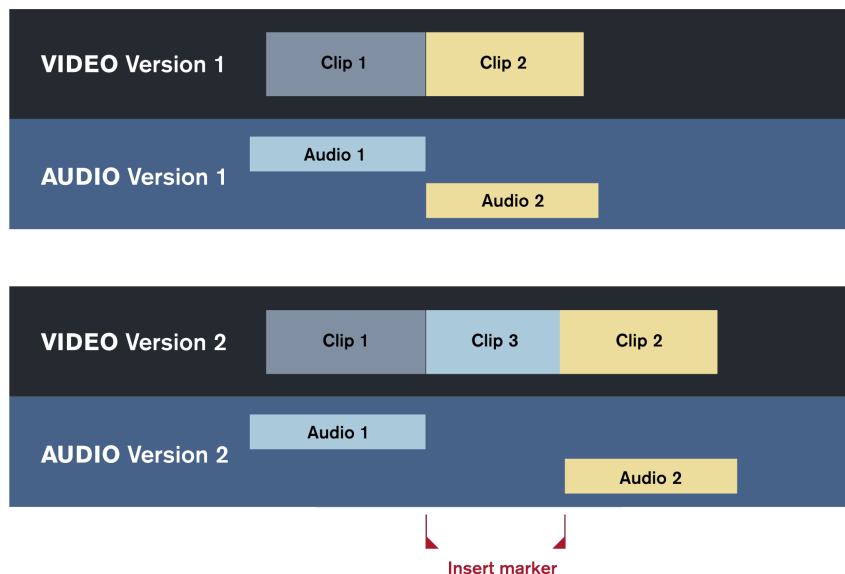 VIDEO Version 1
Clip 1
Clip 2
AUDIO Version 1
Audio 1
Audio 2
VIDEO Version 2
Clip 1
Clip 3
Clip 2
AUDIO Version 2
Audio 1
Audio 2
Insert marker